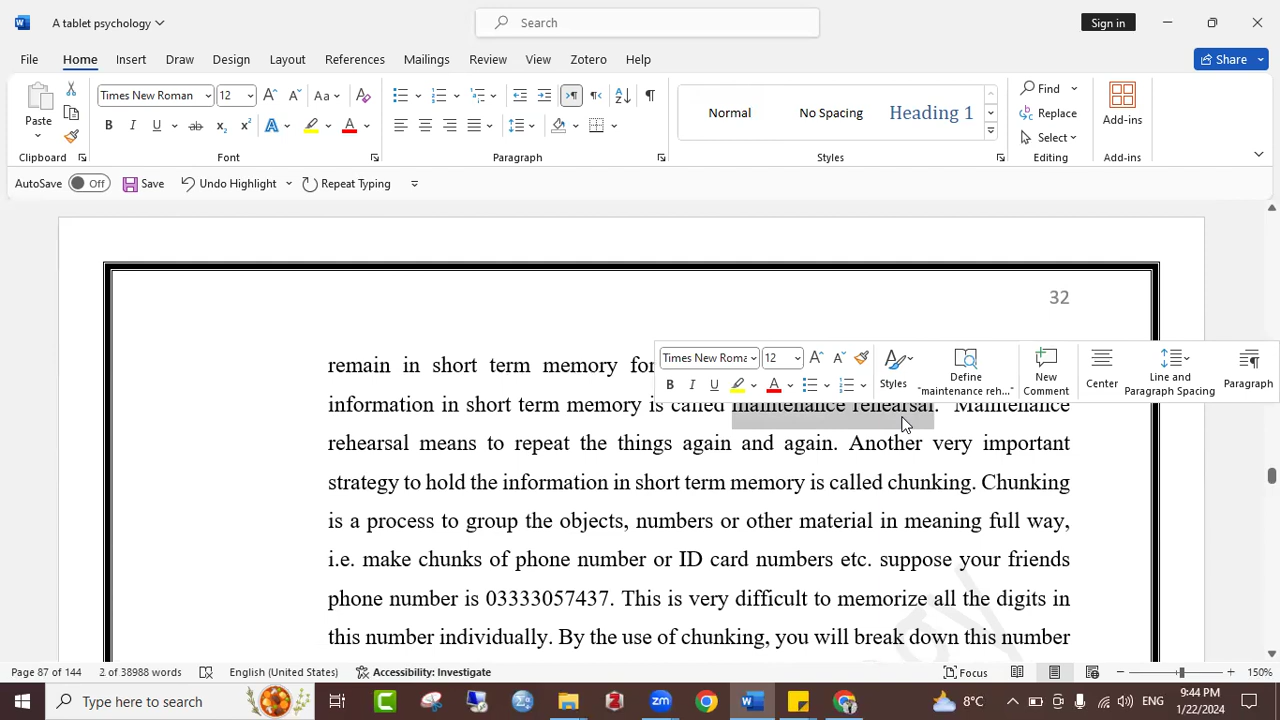 A tablet psychology
Search
Sign in
File Home Insert Draw Design Layout References Mailings Review View Zotero Help
Share
Paste
Times New Roman 12
Aa
B I U ab x₂ x²
Clipboard Font Paragraph
Normal No Spacing Heading 1
Styles
Find
Replace
Select
Editing
Add-ins
Add-ins
AutoSave Off Save Undo Highlight Repeat Typing
32
remain in short term memory for
Times New Roma 12
B I U
Styles
Define "maintenance reh..."
New Comment
Center
Line and Paragraph Spacing
Paragraph
information in short term memory is called maintenance rehearsal. Maintenance
rehearsal means to repeat the things again and again. Another very important
strategy to hold the information in short term memory is called chunking. Chunking
is a process to group the objects, numbers or other material in meaning full way,
i.e. make chunks of phone number or ID card numbers etc. suppose your friends
phone number is 03333057437. This is very difficult to memorize all the digits in
this number individually. By the use of chunking, you will break down this number
Page 87 of 144 2 of 38988 words English (United States) Accessibility: Investigate Focus 150%
Type here to search
8°C
ENG
9:44 PM
1/22/2024